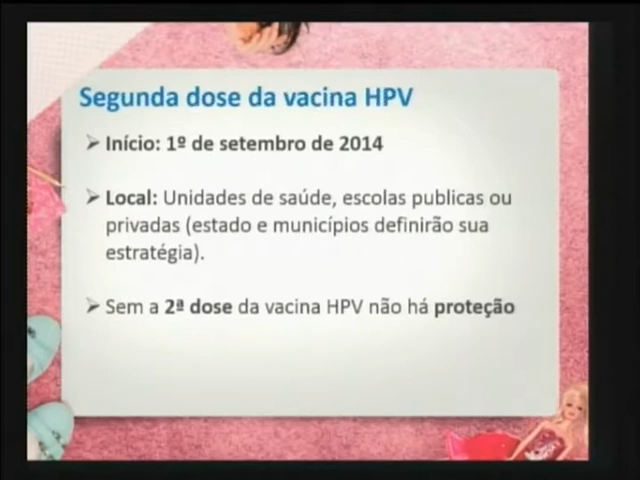 Segunda dose da vacina HPV
➢ Início: 1º de setembro de 2014
➢ Local: Unidades de saúde, escolas publicas ou
privadas (estado e municípios definirão sua
estratégia).
➢ Sem a 2ª dose da vacina HPV não há proteção